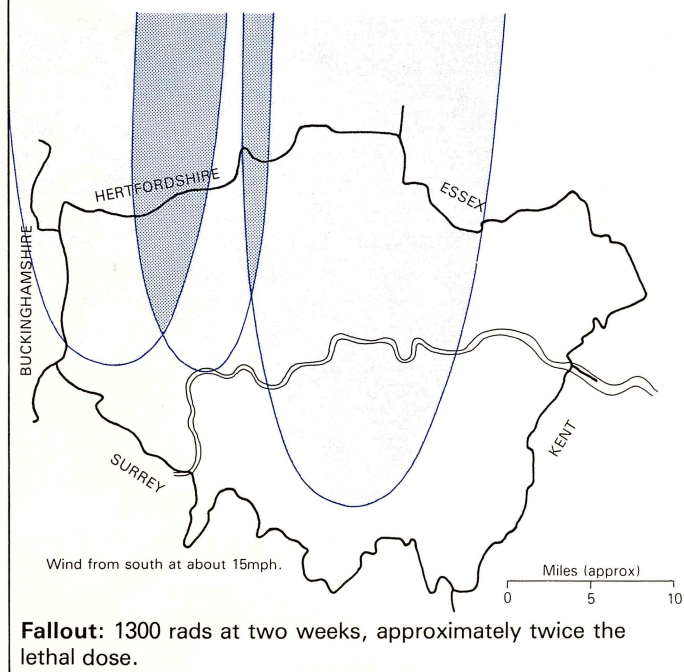 HERTFORDSHIRE
ESSEX
BUCKINGHAMSHIRE
KENT
SURREY
Wind from south at about 15mph.
Miles (approx)
0 5 10
Fallout: 1300 rads at two weeks, approximately twice the
lethal dose.